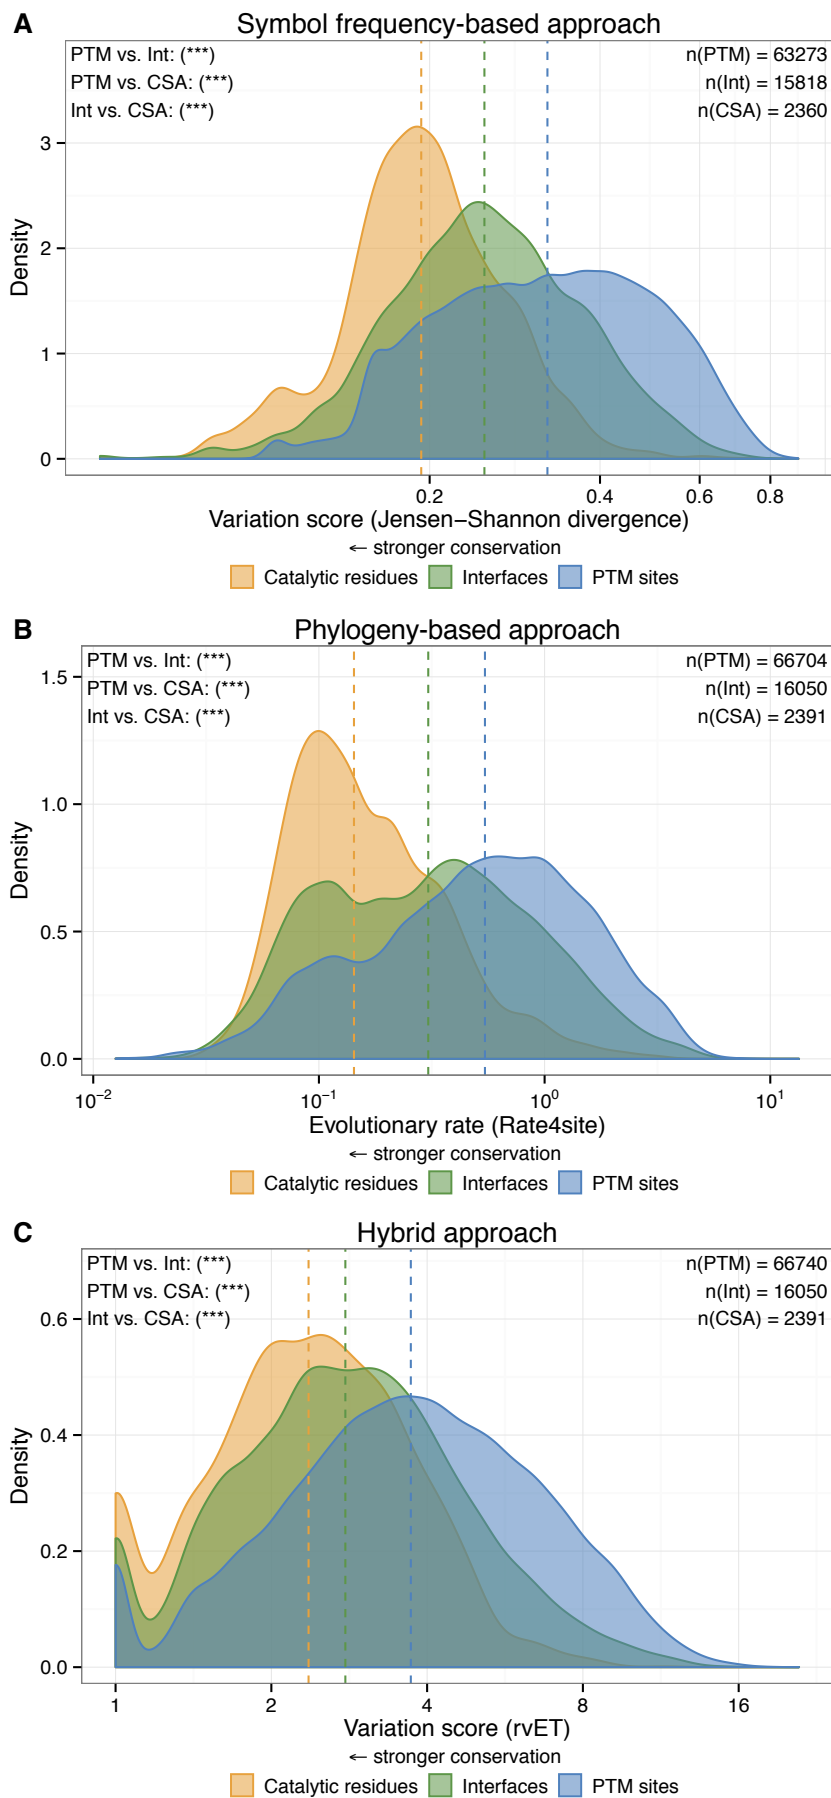 A Symbol frequency-based approach
PTM vs. Int: (***)
PTM vs. CSA: (***)
Int vs. CSA: (***)
n(PTM) = 63273
n(Int) = 15818
n(CSA) = 2360
Density
3
2
1
0
0.2 0.4 0.6 0.8
Variation score (Jensen−Shannon divergence)
← stronger conservation
Catalytic residues Interfaces PTM sites
B Phylogeny-based approach
PTM vs. Int: (***)
PTM vs. CSA: (***)
Int vs. CSA: (***)
n(PTM) = 66704
n(Int) = 16050
n(CSA) = 2391
Density
1.5
1.0
0.5
0.0
10⁻² 10⁻¹ 10⁰ 10¹
Evolutionary rate (Rate4site)
← stronger conservation
Catalytic residues Interfaces PTM sites
C Hybrid approach
PTM vs. Int: (***)
PTM vs. CSA: (***)
Int vs. CSA: (***)
n(PTM) = 66740
n(Int) = 16050
n(CSA) = 2391
Density
0.6
0.4
0.2
0.0
1 2 4 8 16
Variation score (rvET)
← stronger conservation
Catalytic residues Interfaces PTM sites